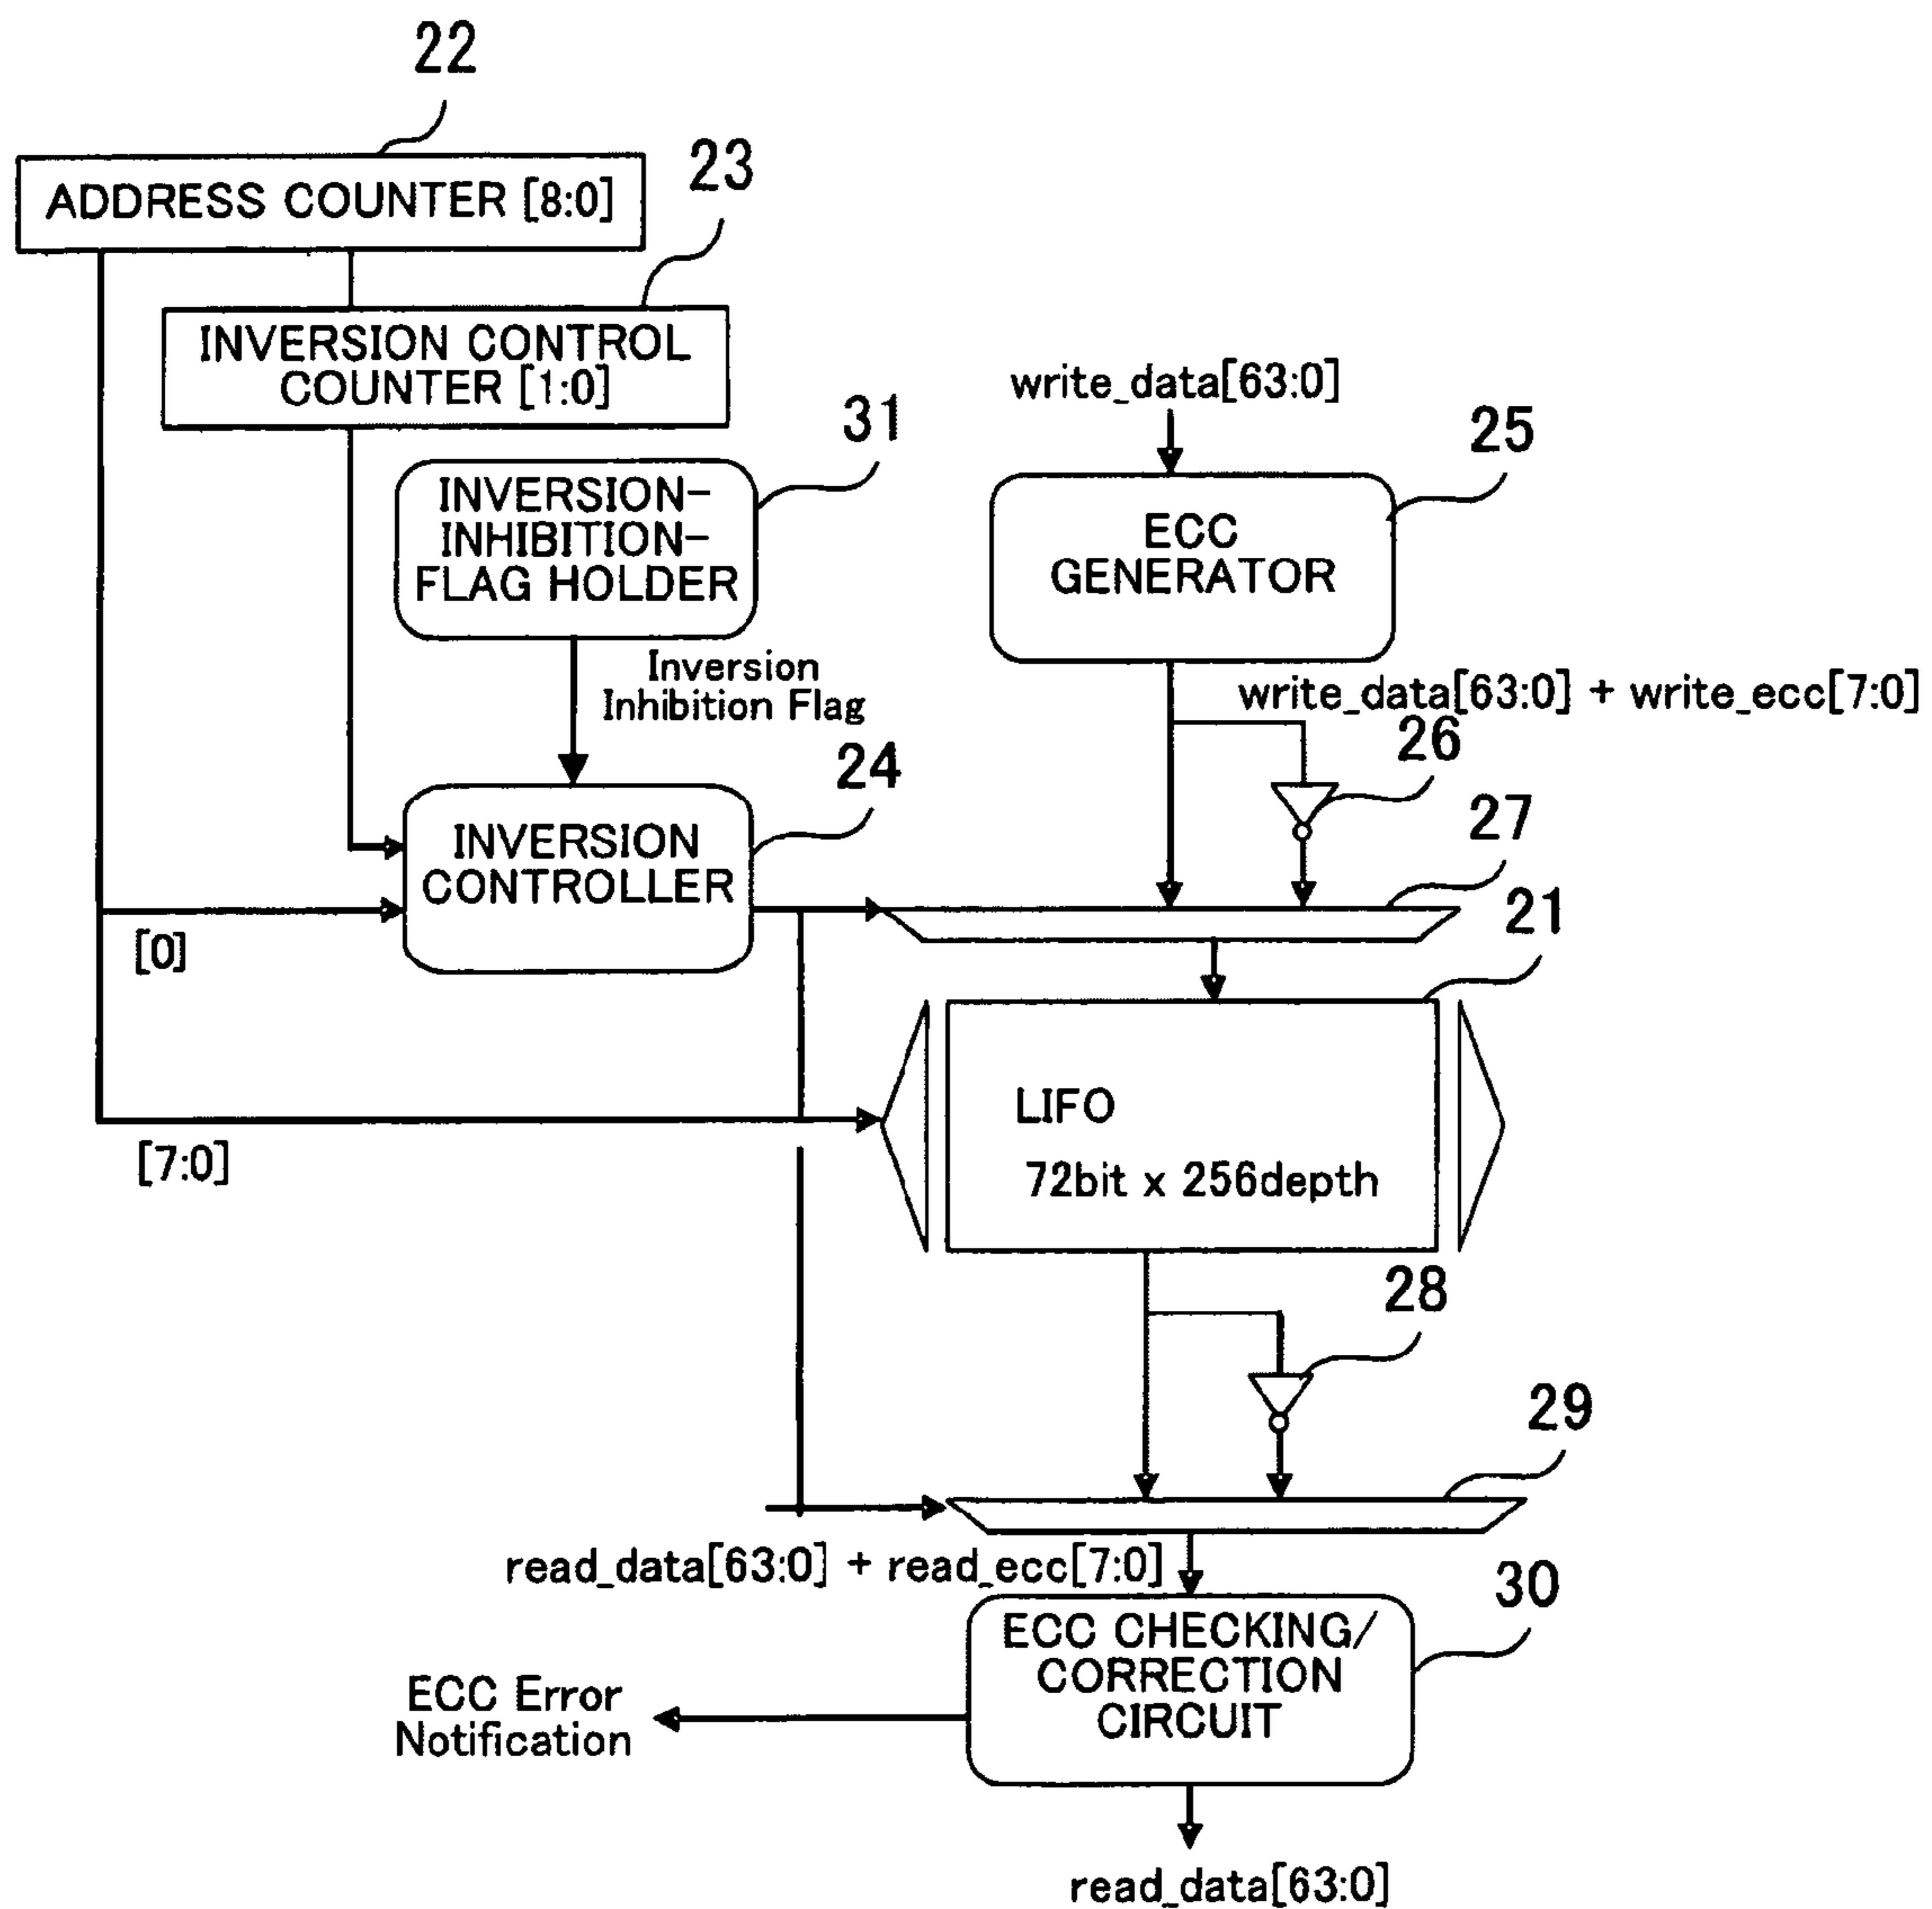 22
ADDRESS COUNTER [8:0]
23
INVERSION CONTROL
COUNTER [1:0]
31
INVERSION-
INHIBITION-
FLAG HOLDER
Inversion
Inhibition Flag
24
INVERSION
CONTROLLER
[0]
[7:0]
write_data[63:0]
25
ECC
GENERATOR
write_data[63:0] + write_ecc[7:0]
26
27
21
LIFO
72bit x 256depth
28
29
read_data[63:0] + read_ecc[7:0]
30
ECC CHECKING/
CORRECTION
CIRCUIT
ECC Error
Notification
read_data[63:0]